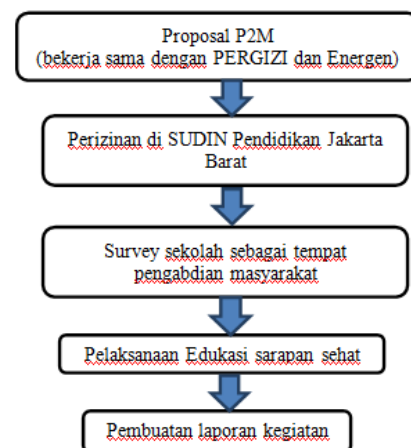 Proposal P2M
(bekerja sama dengan PERGIZI dan Energen)
Perizinan di SUDIN Pendidikan Jakarta
Barat
Survey sekolah sebagai tempat
pengabdian masyarakat
Pelaksanaan Edukasi sarapan sehat
Pembuatan laporan kegiatan